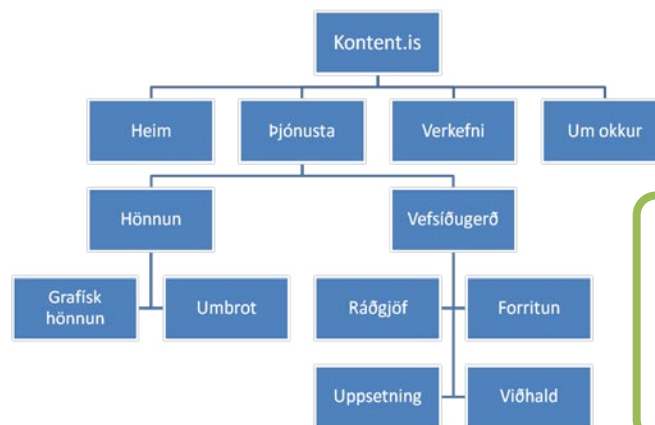 Kontent.is
Heim
Þjónusta
Verkefni
Um okkur
Hönnun
Vefsíðugerð
Grafísk
hönnun
Umbrot
Ráðgjöf
Forritun
Uppsetning
Viðhald